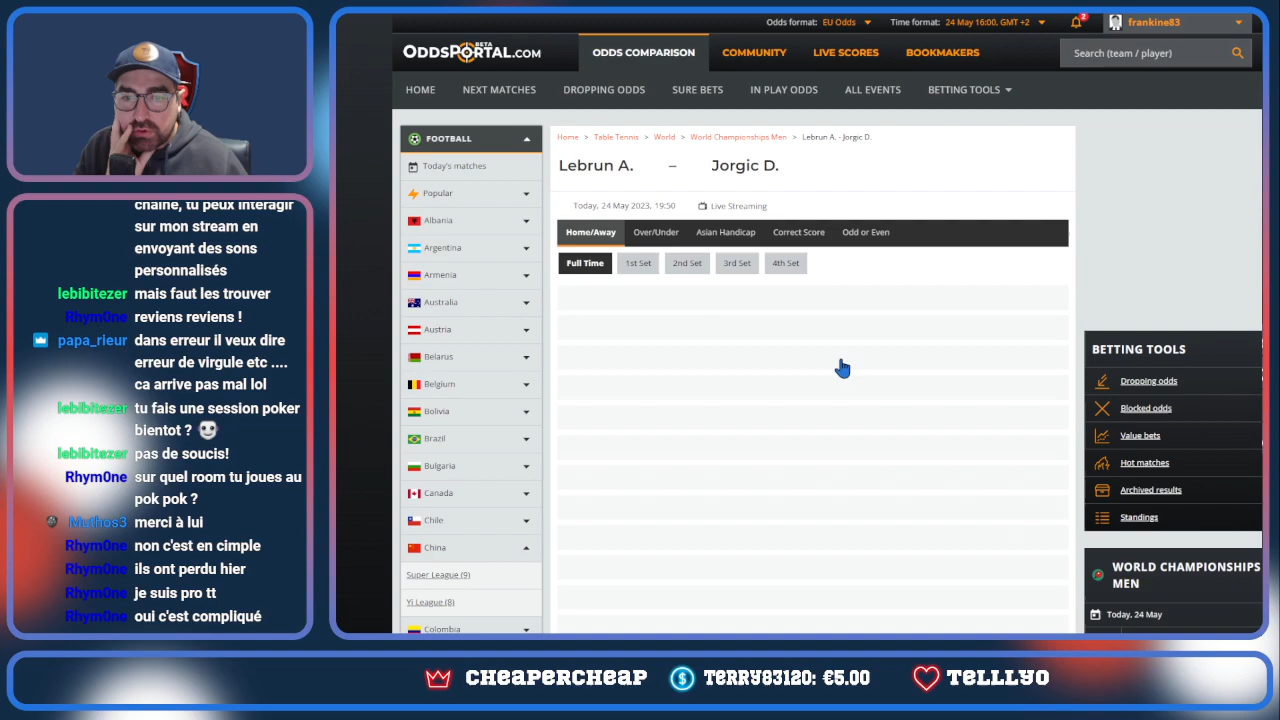 chaîne, tu peux interagir
sur mon stream en
envoyant des sons
personnalisés
lebibitezer mais faut les trouver
Rhym0ne reviens reviens !
papa_rieur dans erreur il veux dire
erreur de virgule etc ....
ca arrive pas mal lol
lebibitezer tu fais une session poker
bientot ?
lebibitezer pas de soucis!
Rhym0ne sur quel room tu joues au
pok pok ?
Muthos3 merci à lui
Rhym0ne non c'est en cimple
Rhym0ne ils ont perdu hier
Rhym0ne je suis pro tt
Rhym0ne oui c'est compliqué
Odds format: EU Odds
Time format: 24 May 16:00, GMT +2
2
frankine83
ODDSPORTAL.COM
BETA
ODDS COMPARISON
COMMUNITY
LIVE SCORES
BOOKMAKERS
Search (team / player)
HOME
NEXT MATCHES
DROPPING ODDS
SURE BETS
IN PLAY ODDS
ALL EVENTS
BETTING TOOLS
FOOTBALL
Today's matches
Popular
Albania
Argentina
Armenia
Australia
Austria
Belarus
Belgium
Bolivia
Brazil
Bulgaria
Canada
Chile
China
Super League (9)
Yi League (8)
Colombia
Home > Table Tennis > World > World Championships Men > Lebrun A. - Jorgic D.
Lebrun A. – Jorgic D.
Today, 24 May 2023, 19:50
Live Streaming
Home/Away
Over/Under
Asian Handicap
Correct Score
Odd or Even
Full Time
1st Set
2nd Set
3rd Set
4th Set
BETTING TOOLS
Dropping odds
Blocked odds
Value bets
Hot matches
Archived results
Standings
WORLD CHAMPIONSHIPS
MEN
Today, 24 May
CHEAPERCHEAP
TERRY83120: €5.00
TELLLYO